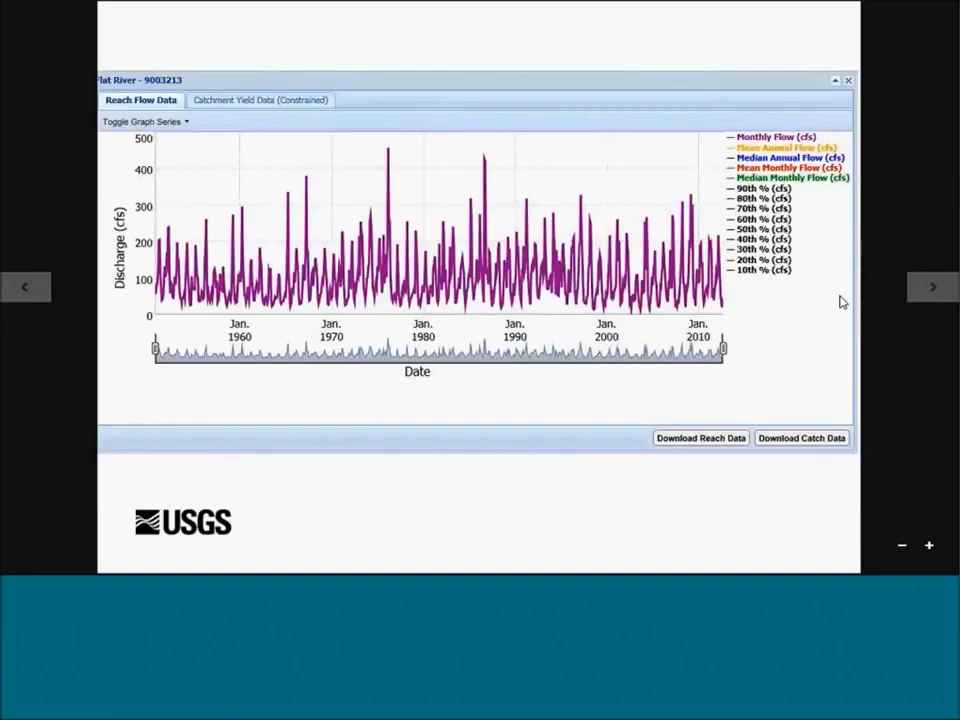 Flat River - 9003213
Reach Flow Data
Catchment Yield Data (Constrained)
Toggle Graph Series
500
400
300
200
100
0
Discharge (cfs)
Jan. 1960
Jan. 1970
Jan. 1980
Jan. 1990
Jan. 2000
Jan. 2010
Date
Monthly Flow (cfs)
Mean Annual Flow (cfs)
Median Annual Flow (cfs)
Mean Monthly Flow (cfs)
Median Monthly Flow (cfs)
90th % (cfs)
80th % (cfs)
70th % (cfs)
60th % (cfs)
50th % (cfs)
40th % (cfs)
30th % (cfs)
20th % (cfs)
10th % (cfs)
Download Reach Data
Download Catch Data
USGS